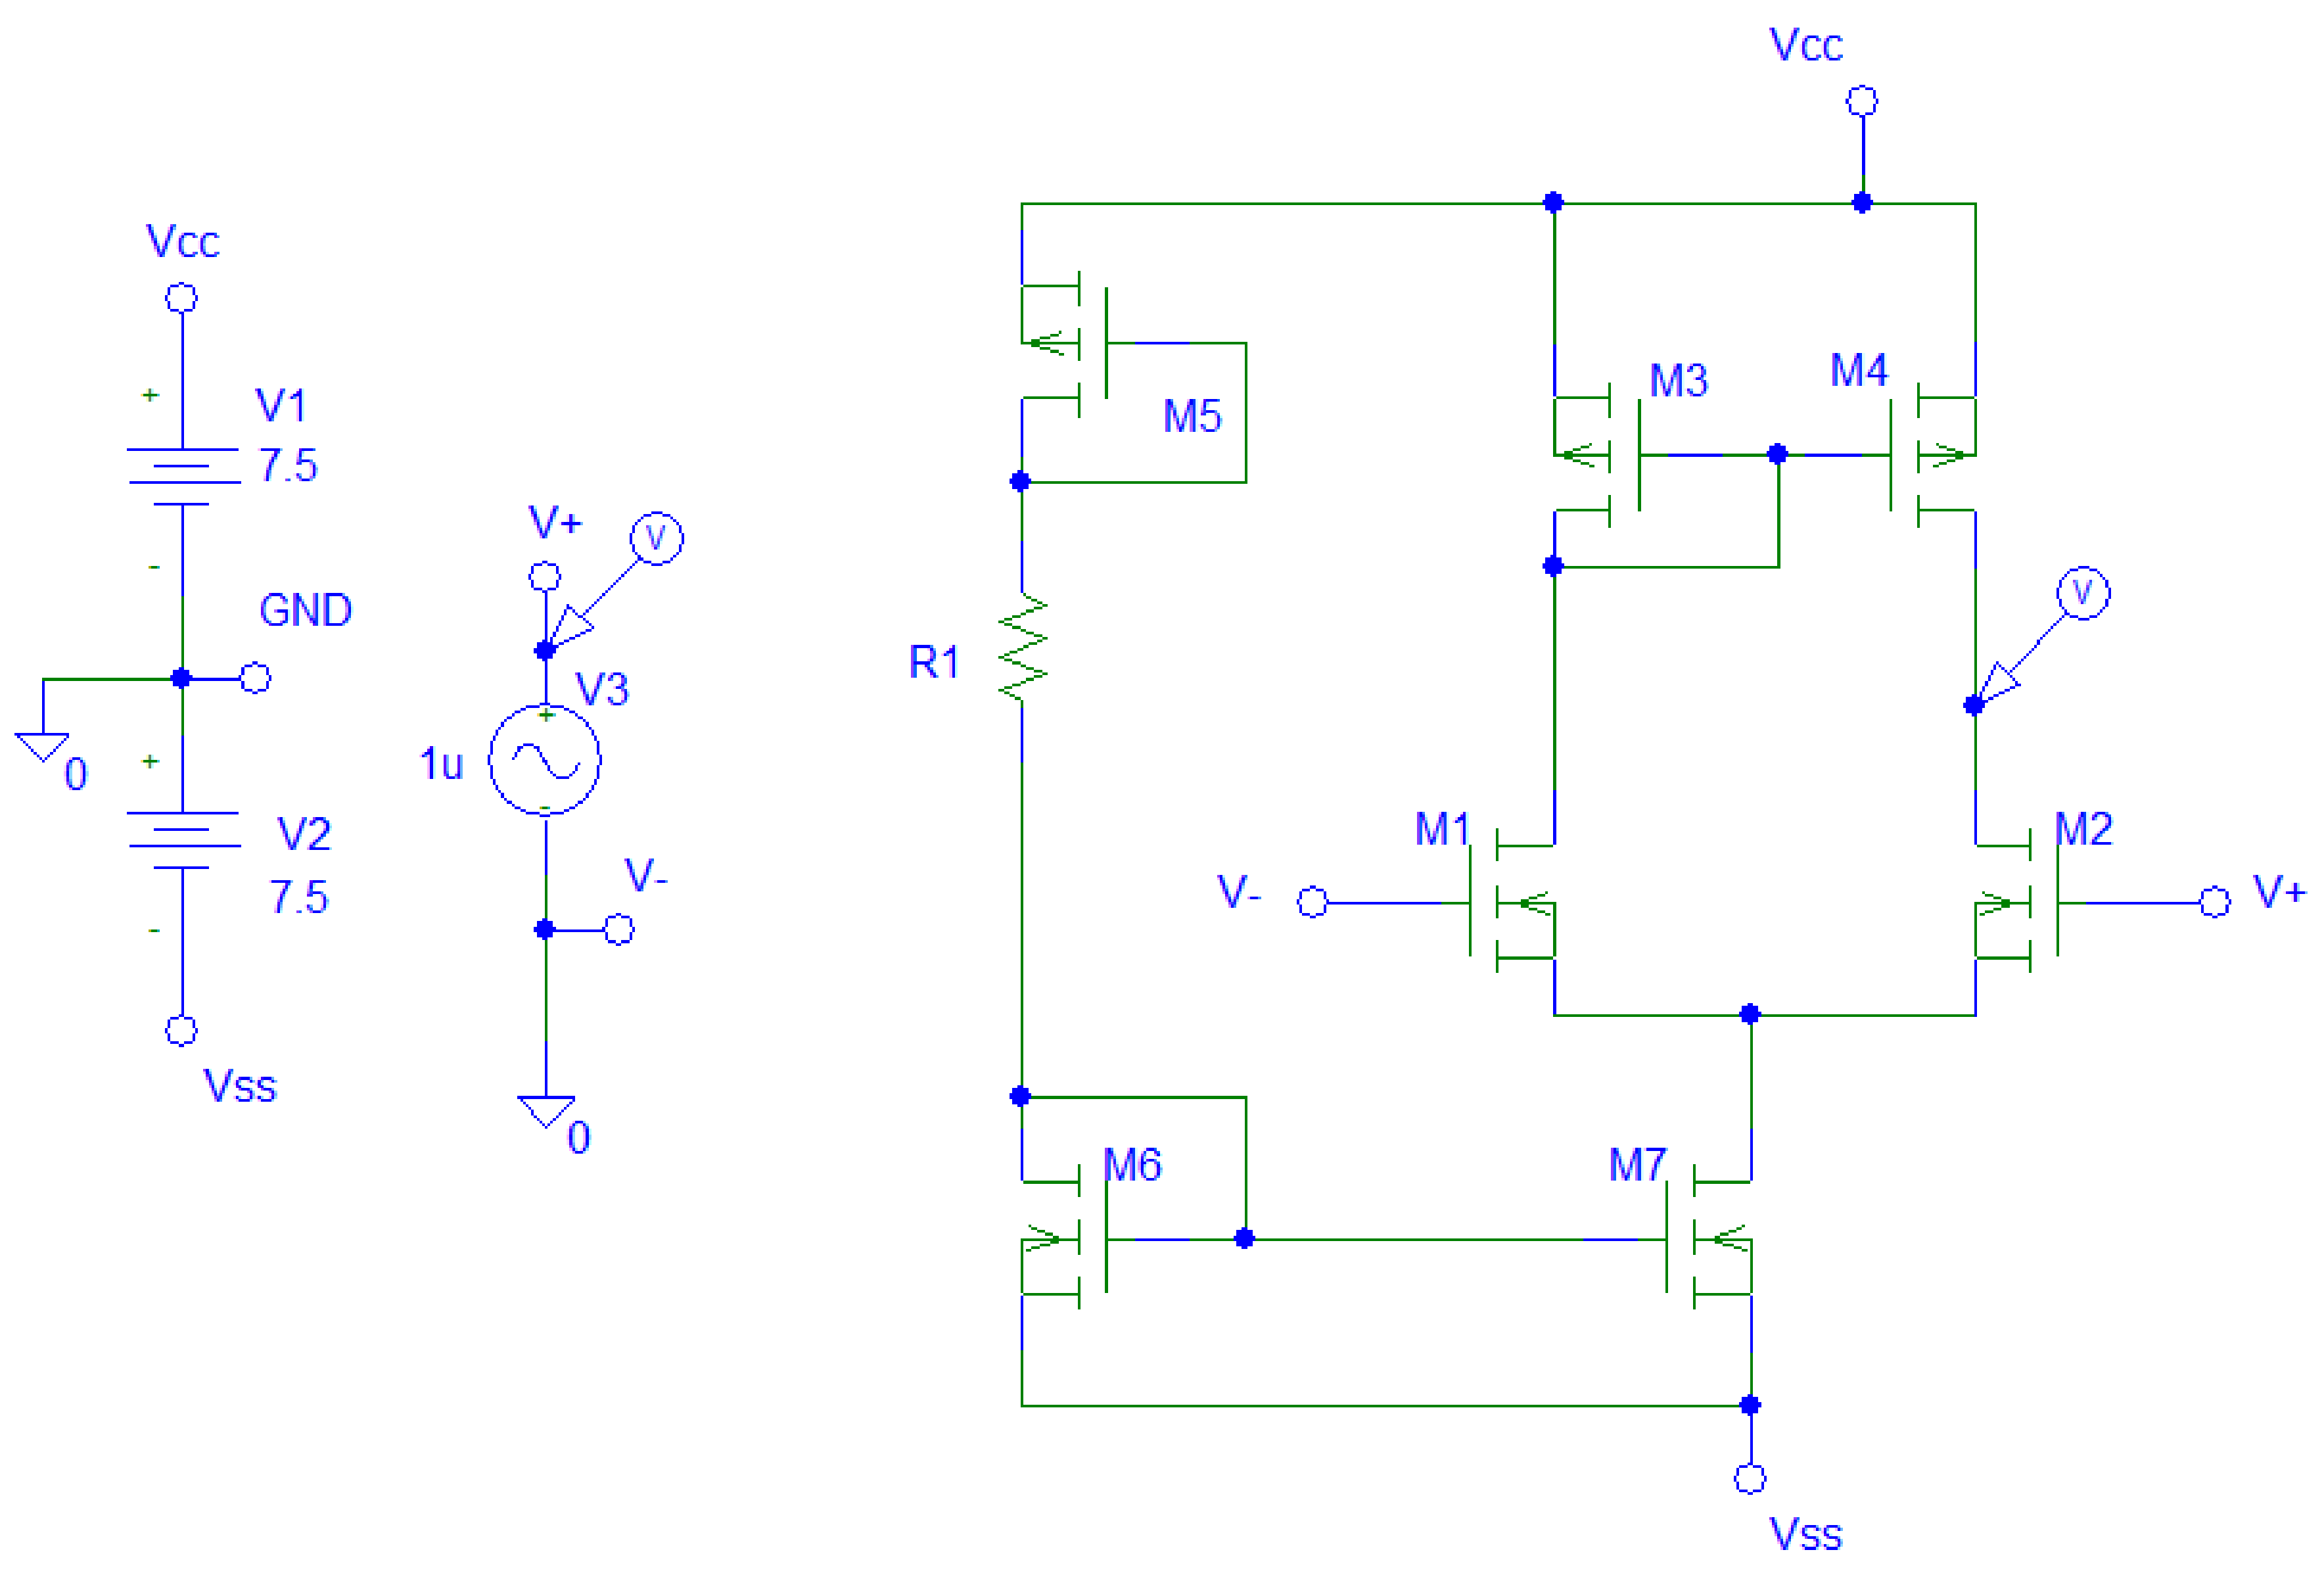 Vcc
Vcc
+
V1
7.5
-
GND
0
+
V2
7.5
-
Vss
V+
V
V3
+
1u
-
V-
0
M5
M3
M4
R1
V
M1
M2
V-
V+
M6
M7
Vss